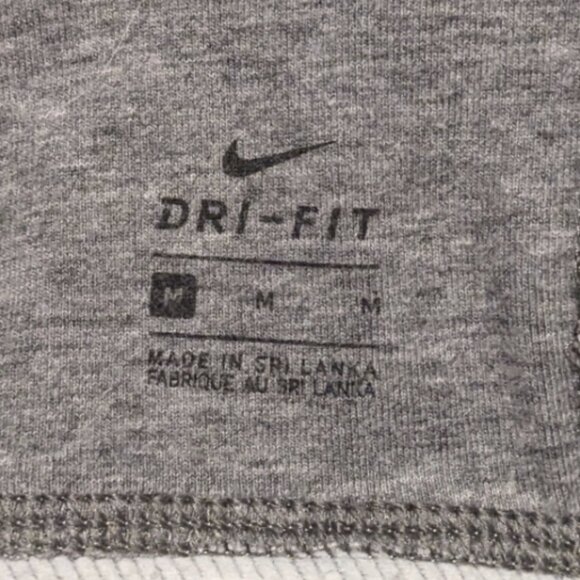 DRI-FIT
M M M
MADE IN SRI LANKA
FABRIQUE AU SRI LANKA